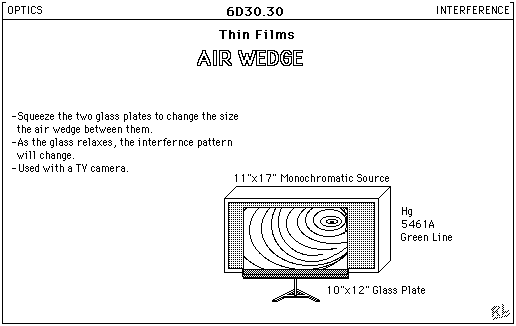 OPTICS
6D30.30
INTERFERENCE
Thin Films
AIR WEDGE
-Squeeze the two glass plates to change the size
the air wedge between them.
-As the glass relaxes, the interfernce pattern
will change.
-Used with a TV camera.
11"x17" Monochromatic Source
Hg
5461A
Green Line
10"x12" Glass Plate